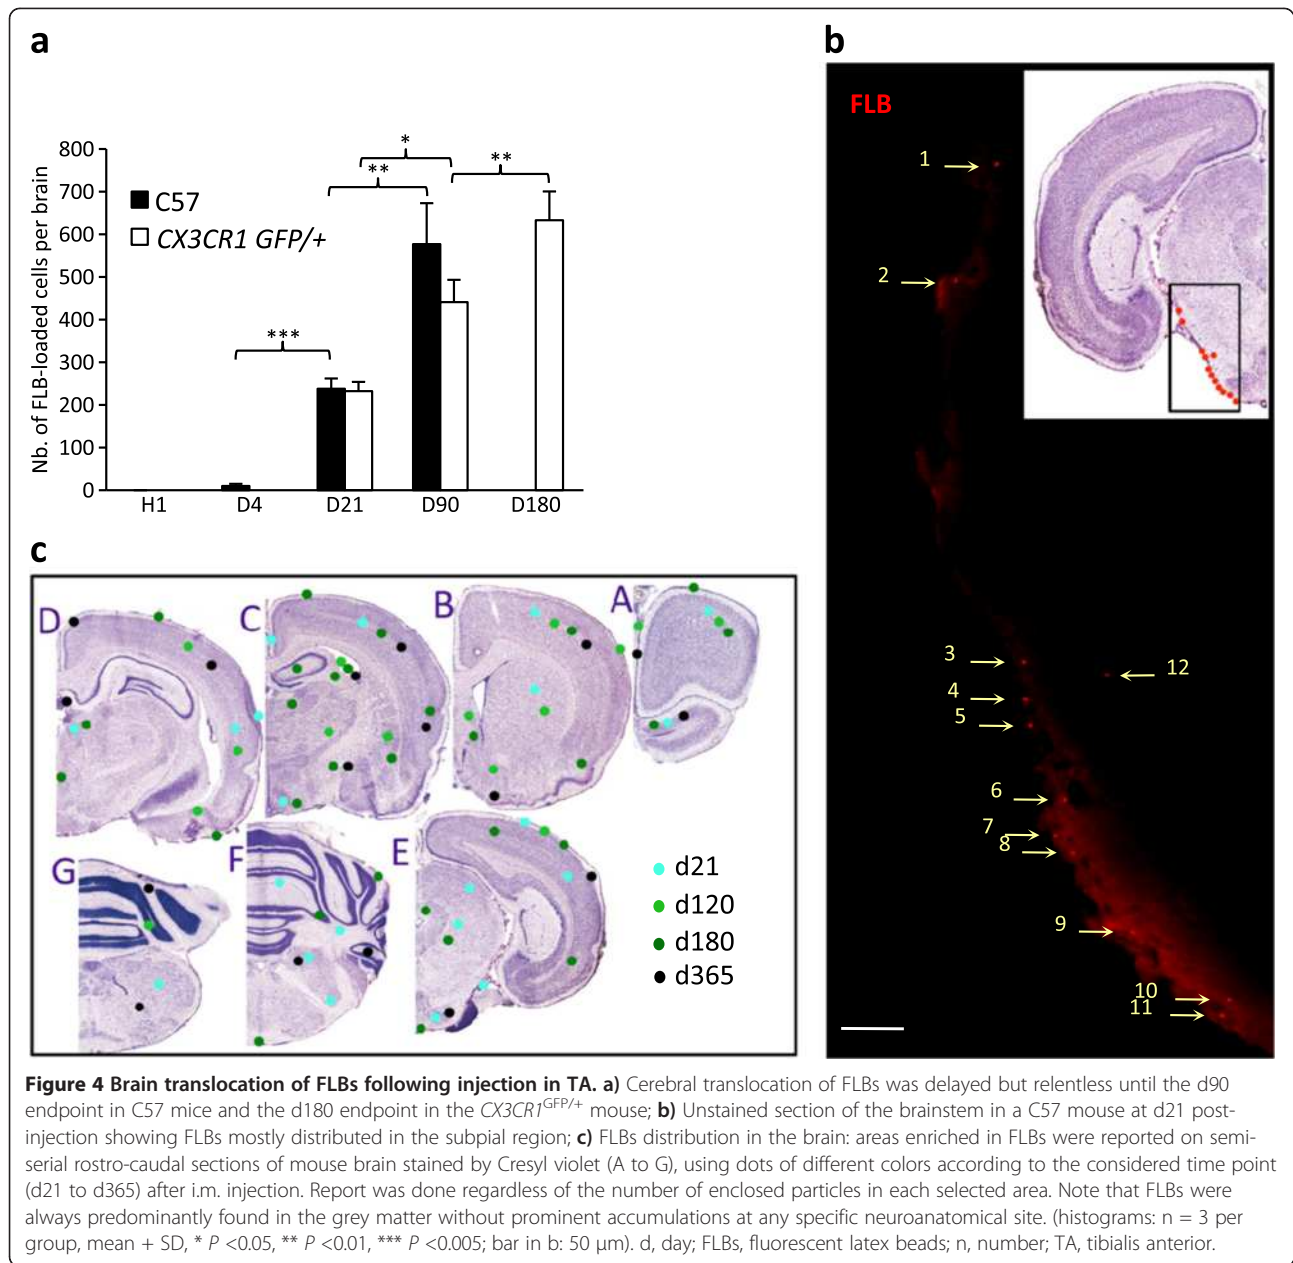 a
800
700
600
500
400
300
200
100
0
Nb. of FLB-loaded cells per brain
C57
CX3CR1 GFP/+
***
**
*
**
H1 D4 D21 D90 D180
b
FLB
1
2
3
4
5
6
7
8
9
10
11
12
c
D C B A
G F E
d21
d120
d180
d365
Figure 4 Brain translocation of FLBs following injection in TA. a) Cerebral translocation of FLBs was delayed but relentless until the d90
endpoint in C57 mice and the d180 endpoint in the CX3CR1GFP/+ mouse; b) Unstained section of the brainstem in a C57 mouse at d21 post-
injection showing FLBs mostly distributed in the subpial region; c) FLBs distribution in the brain: areas enriched in FLBs were reported on semi-
serial rostro-caudal sections of mouse brain stained by Cresyl violet (A to G), using dots of different colors according to the considered time point
(d21 to d365) after i.m. injection. Report was done regardless of the number of enclosed particles in each selected area. Note that FLBs were
always predominantly found in the grey matter without prominent accumulations at any specific neuroanatomical site. (histograms: n = 3 per
group, mean + SD, * P <0.05, ** P <0.01, *** P <0.005; bar in b: 50 μm). d, day; FLBs, fluorescent latex beads; n, number; TA, tibialis anterior.